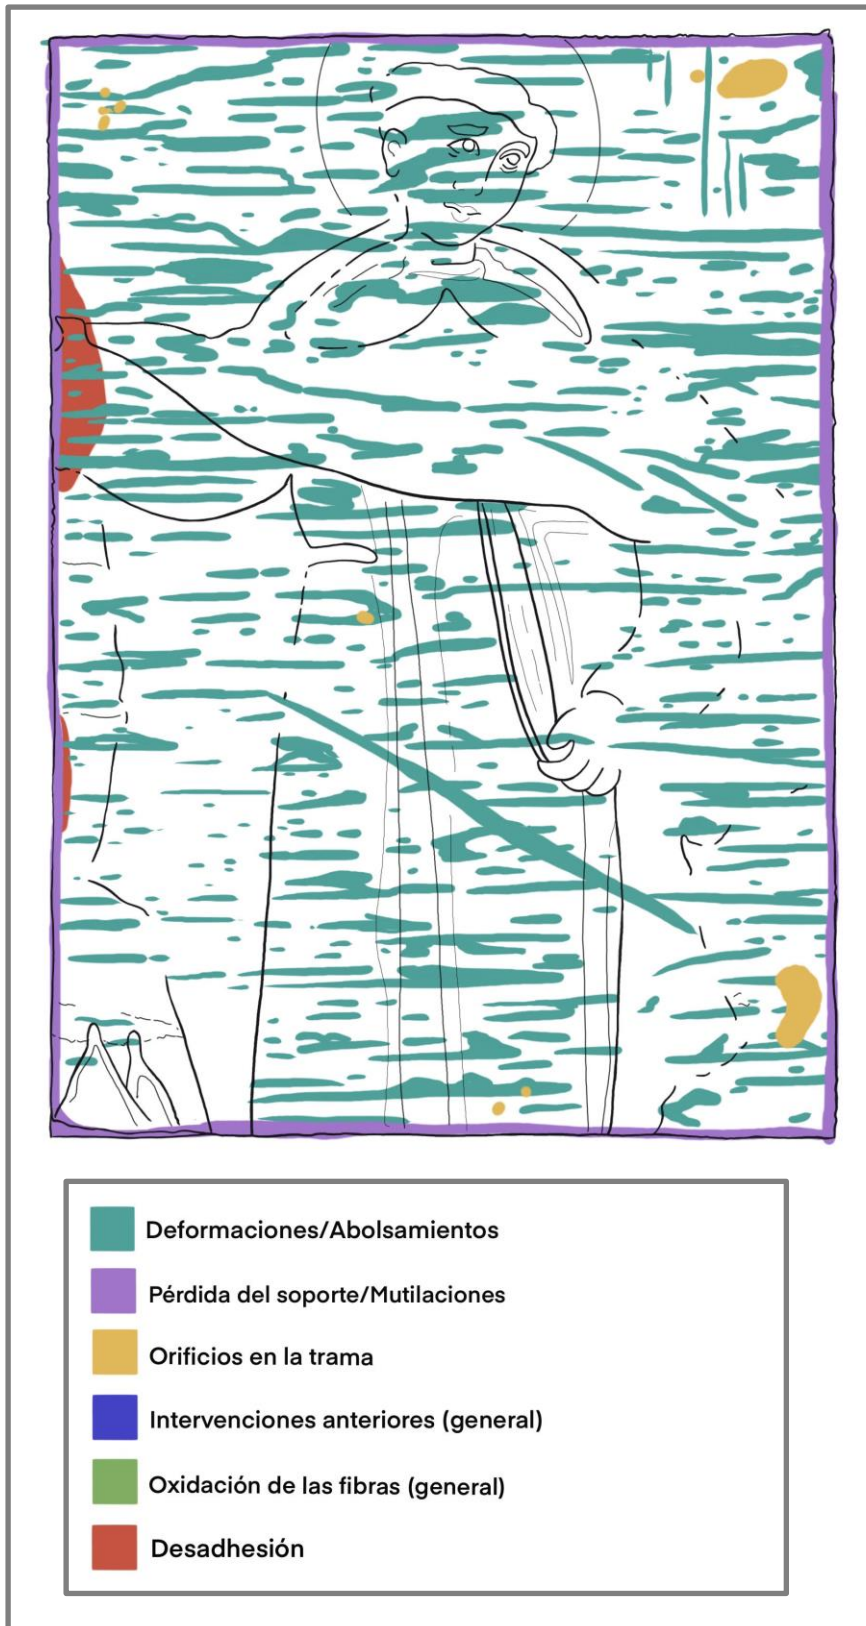 Deformaciones/Abolsamientos
Pérdida del soporte/Mutilaciones
Orificios en la trama
Intervenciones anteriores (general)
Oxidación de las fibras (general)
Desadhesión